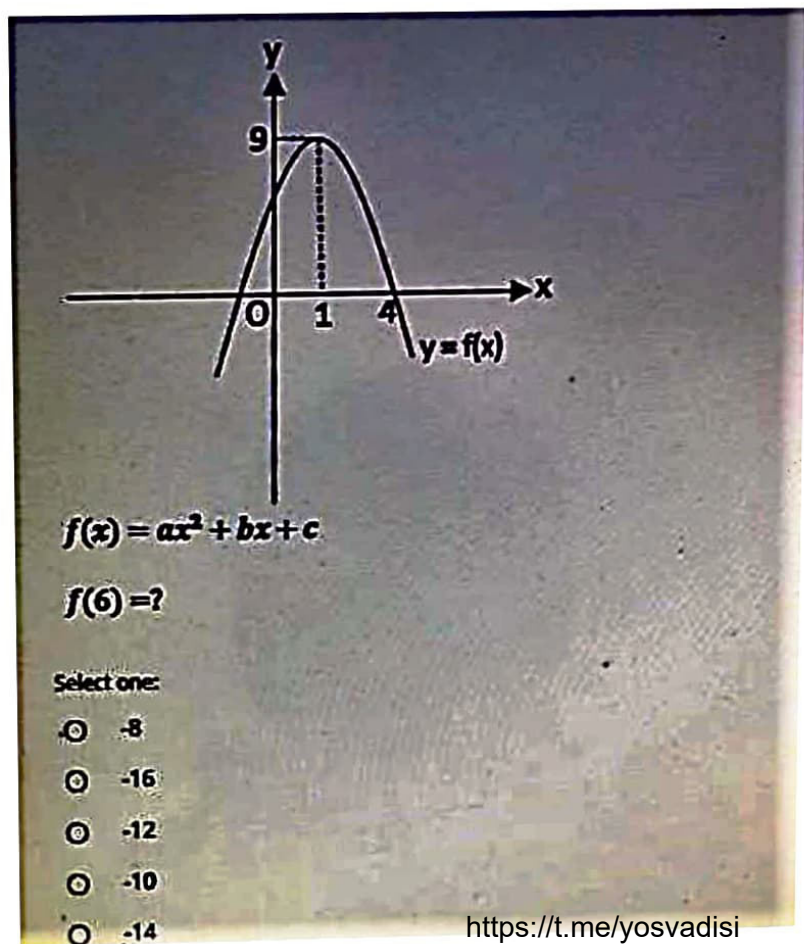 y
9
x
0 1 4
y = f(x)
f(x) = ax² + bx + c
f(6) =?
Select one:
-8
-16
-12
-10
-14
https://t.me/yosvadisi